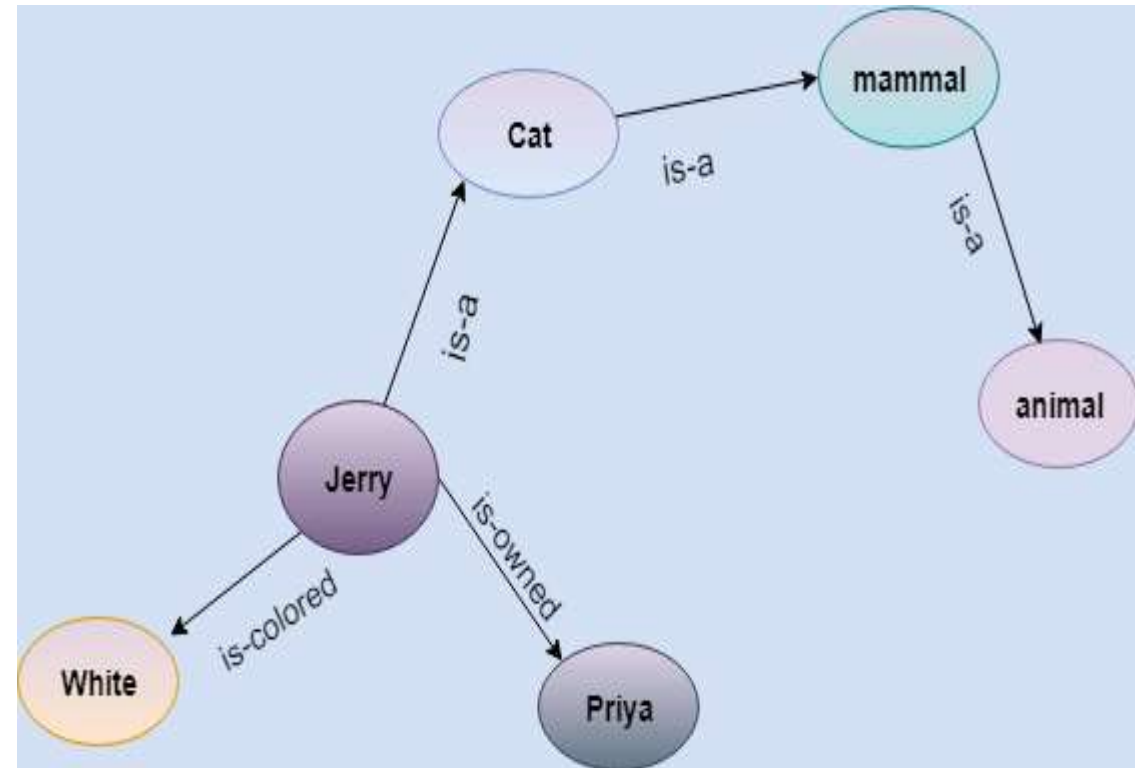 mammal
Cat
is-a
is-a
is-a
animal
Jerry
is-owned
is-colored
White
Priya